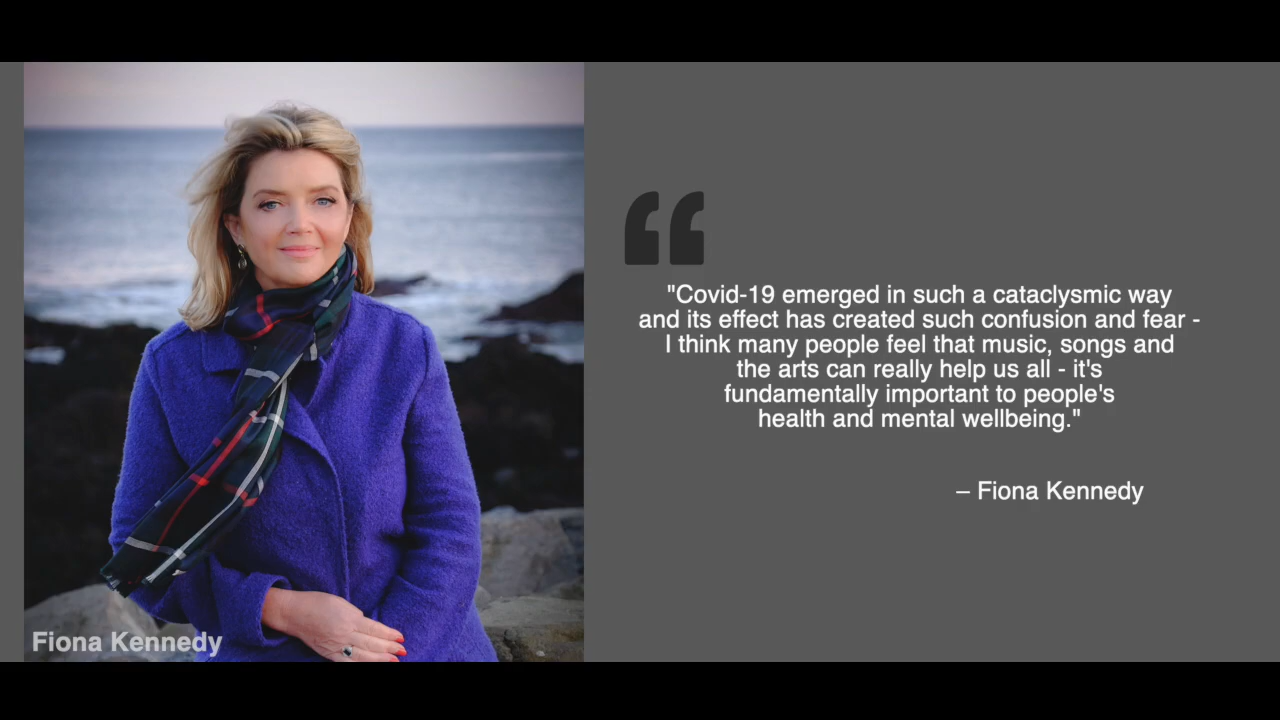 "Covid-19 emerged in such a cataclysmic way
and its effect has created such confusion and fear -
I think many people feel that music, songs and
the arts can really help us all - it's
fundamentally important to people's
health and mental wellbeing."
– Fiona Kennedy
Fiona Kennedy